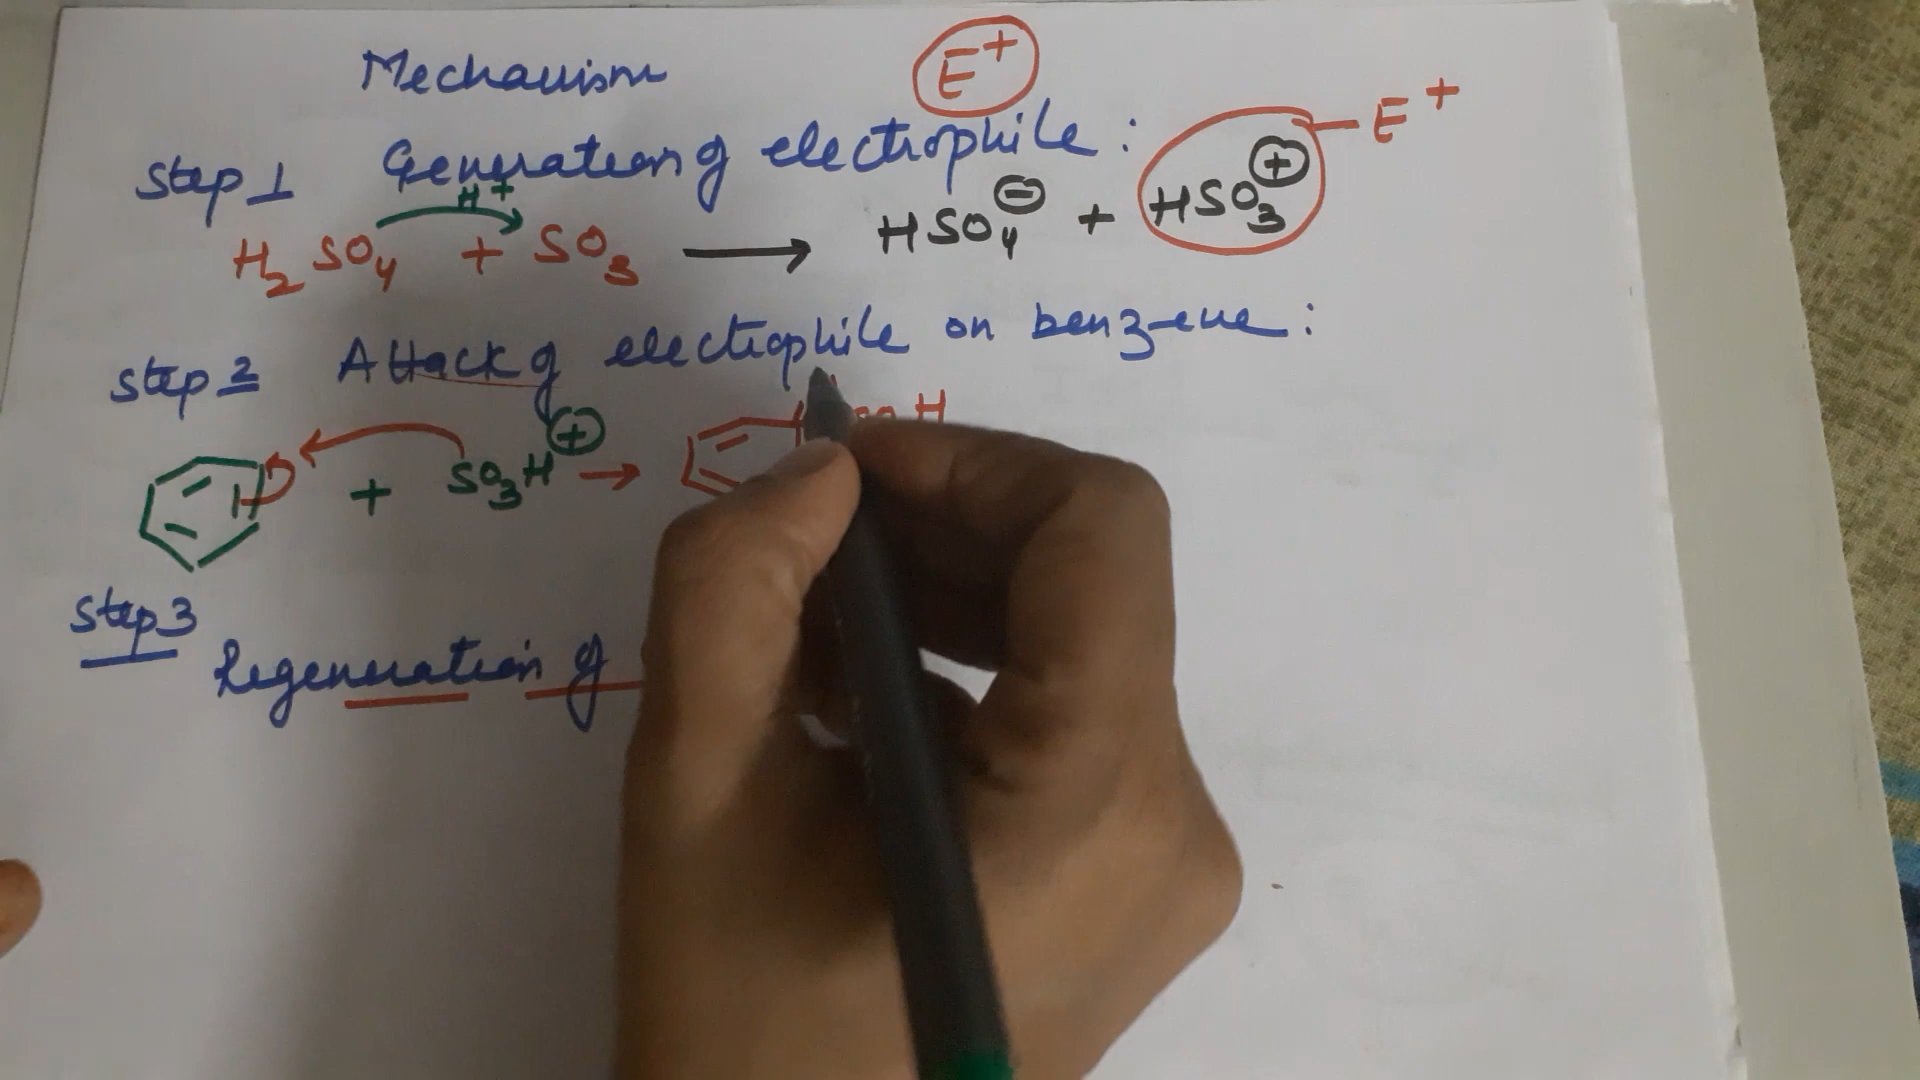 Mechanism E+
Step 1 Generation of electrophile : E+
H+
H2SO4 + SO3 → HSO4⊖ + HSO3⊕
Step 2 Attack of electrophile on benzene :
+ SO3H⊕ → SO3H
H
Step 3
Regeneration of